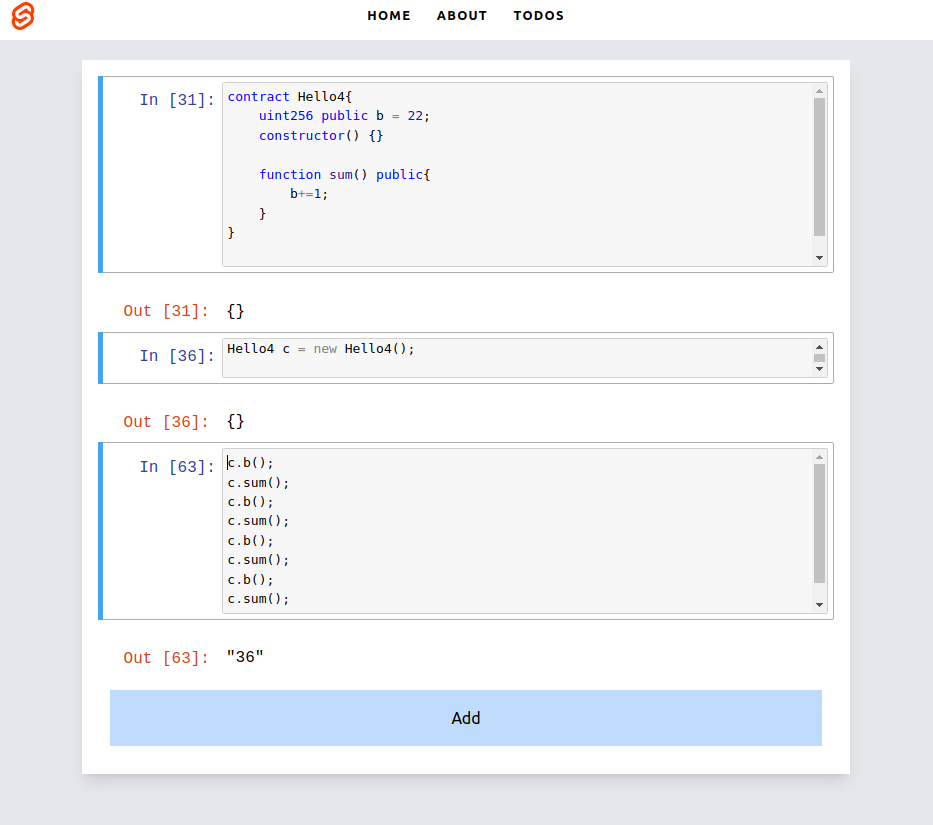 HOME ABOUT TODOS
In [31]:
contract Hello4{
    uint256 public b = 22;
    constructor() {}

    function sum() public{
        b+=1;
    }
}
Out [31]: {}
In [36]: Hello4 c = new Hello4();
Out [36]: {}
In [63]:
c.b();
c.sum();
c.b();
c.sum();
c.b();
c.sum();
c.b();
c.sum();
Out [63]: "36"
Add